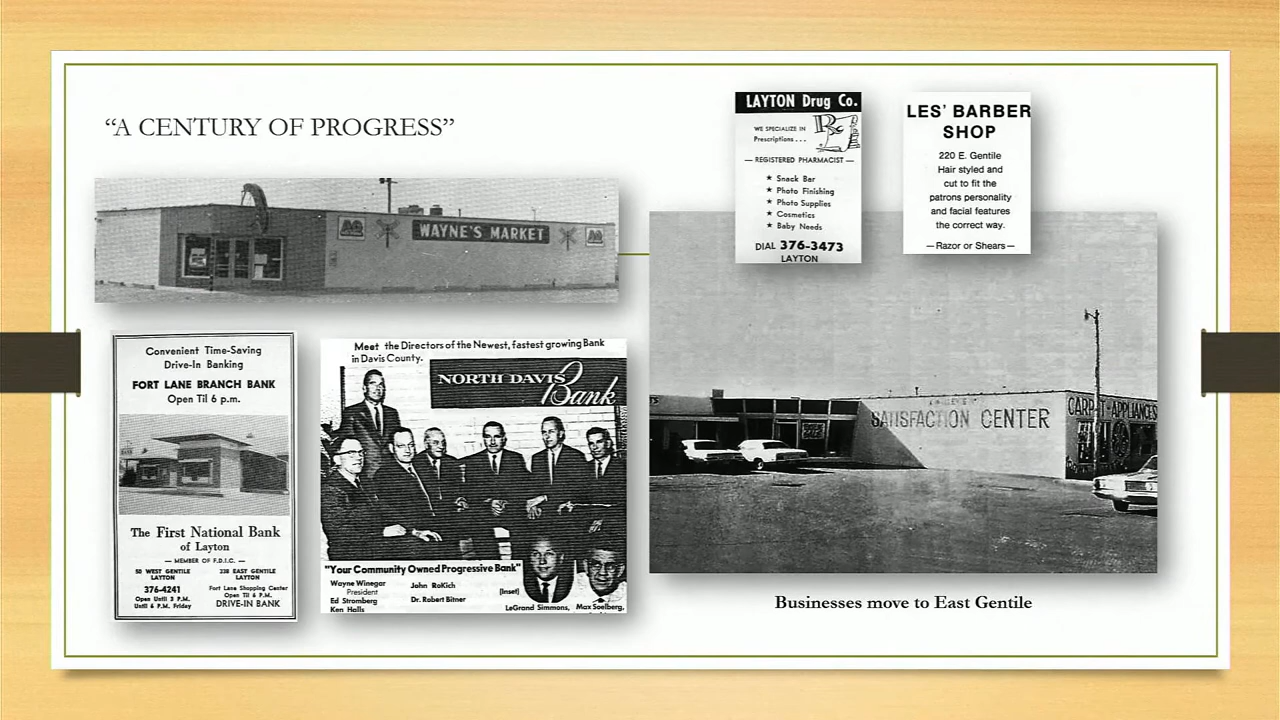 “A CENTURY OF PROGRESS”
WAYNE'S MARKET
Convenient Time-Saving
Drive-In Banking
FORT LANE BRANCH BANK
Open Til 6 p.m.
The First National Bank
of Layton
— MEMBER OF F.D.I.C. —
50 WEST GENTILE
LAYTON
376-4241
Open Until 3 P.M.
Until 6 P.M. Friday
238 EAST GENTILE
LAYTON
Fort Lane Shopping Center
Open Til 6 P.M.
DRIVE-IN BANK
Meet the Directors of the Newest, fastest growing Bank
in Davis County.
NORTH DAVIS
Bank
"Your Community Owned Progressive Bank"
Wayne Winegar
President
Ed Stromberg
Ken Halls
John RoKich
Dr. Robert Bitner
(Inset)
LeGrand Simmons, Max Soelberg,
LAYTON Drug Co.
WE SPECIALIZE IN
Prescriptions...
— REGISTERED PHARMACIST —
★ Snack Bar
★ Photo Finishing
★ Photo Supplies
★ Cosmetics
★ Baby Needs
DIAL 376-3473
LAYTON
LES' BARBER
SHOP
220 E. Gentile
Hair styled and
cut to fit the
patrons personality
and facial features
the correct way.
—Razor or Shears—
SATISFACTION CENTER
CARPET-APPLIANCES
Businesses move to East Gentile